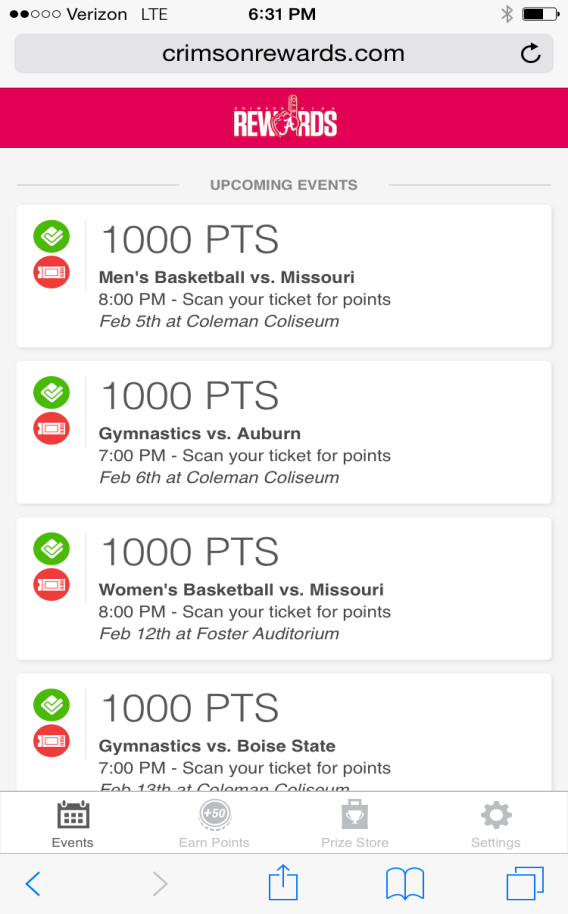 Verizon LTE 6:31 PM
crimsonrewards.com
REWARDS
UPCOMING EVENTS
1000 PTS
Men's Basketball vs. Missouri
8:00 PM - Scan your ticket for points
Feb 5th at Coleman Coliseum
1000 PTS
Gymnastics vs. Auburn
7:00 PM - Scan your ticket for points
Feb 6th at Coleman Coliseum
1000 PTS
Women's Basketball vs. Missouri
8:00 PM - Scan your ticket for points
Feb 12th at Foster Auditorium
1000 PTS
Gymnastics vs. Boise State
7:00 PM - Scan your ticket for points
Feb 13th at Coleman Coliseum
+50
Events Earn Points Prize Store Settings